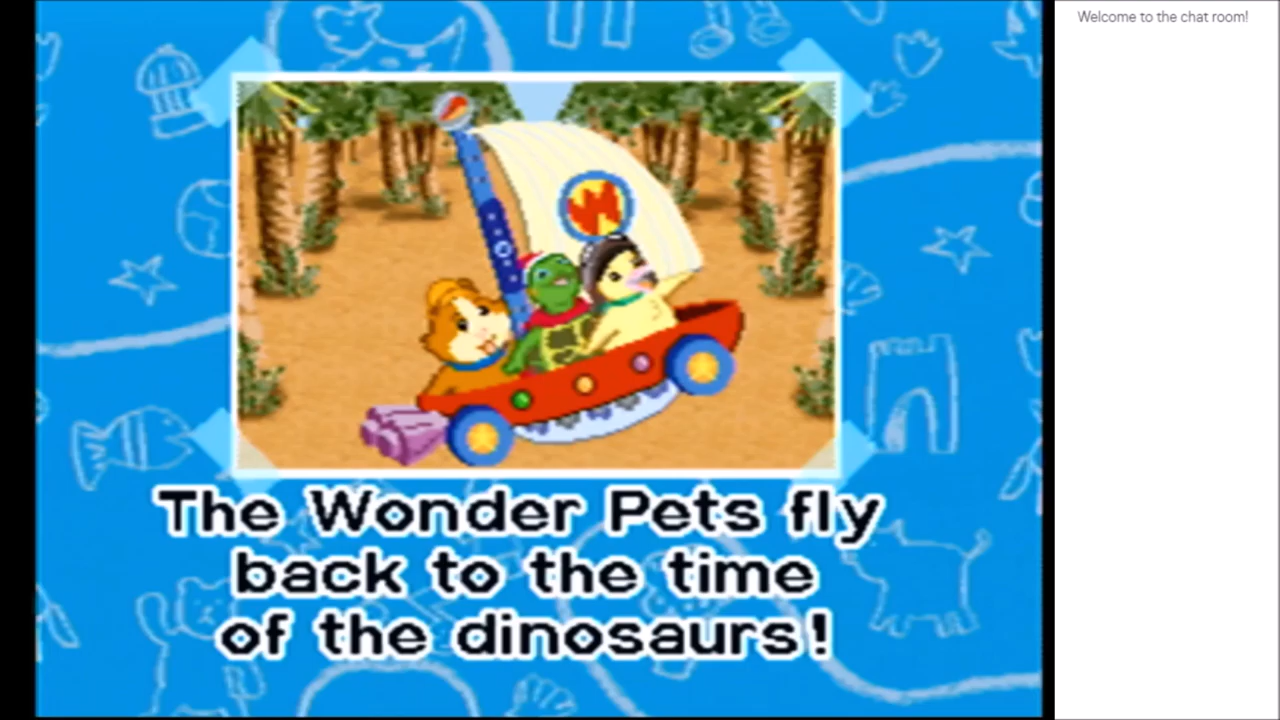 Welcome to the chat room!
W
The Wonder Pets fly
back to the time
of the dinosaurs!